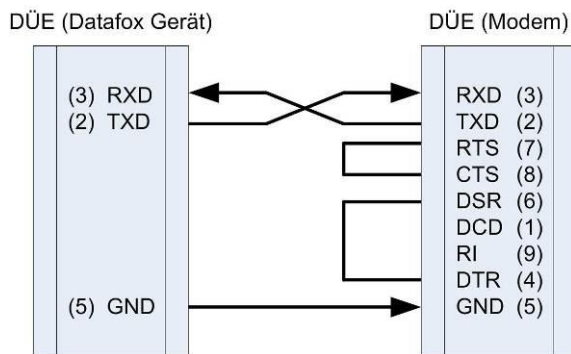 DÜE (Datafox Gerät)
DÜE (Modem)
(3) RXD
(2) TXD
(5) GND
RXD (3)
TXD (2)
RTS (7)
CTS (8)
DSR (6)
DCD (1)
RI (9)
DTR (4)
GND (5)